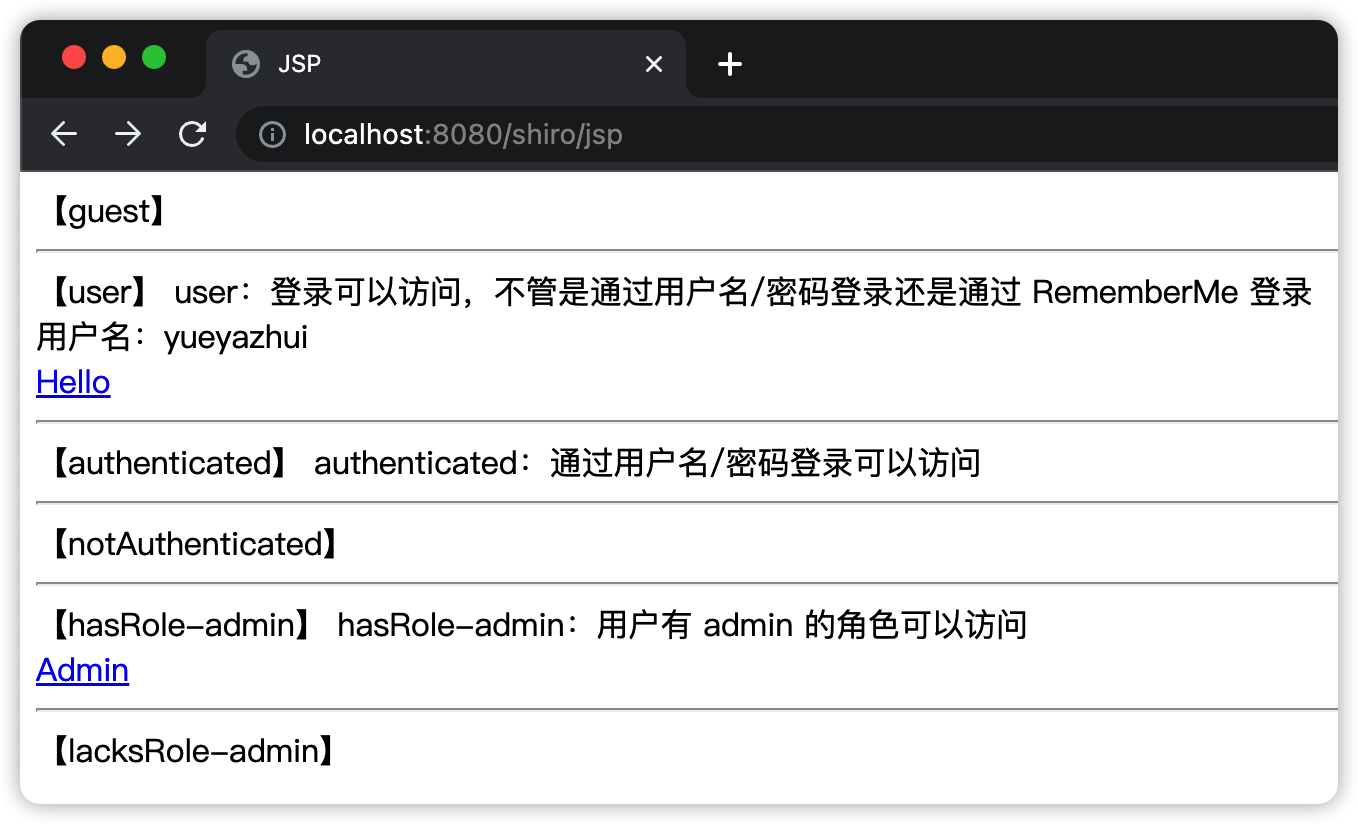 JSP
localhost:8080/shiro/jsp
【guest】
【user】 user：登录可以访问，不管是通过用户名/密码登录还是通过 RememberMe 登录
用户名：yueyazhui
Hello
【authenticated】 authenticated：通过用户名/密码登录可以访问
【notAuthenticated】
【hasRole-admin】 hasRole-admin：用户有 admin 的角色可以访问
Admin
【lacksRole-admin】